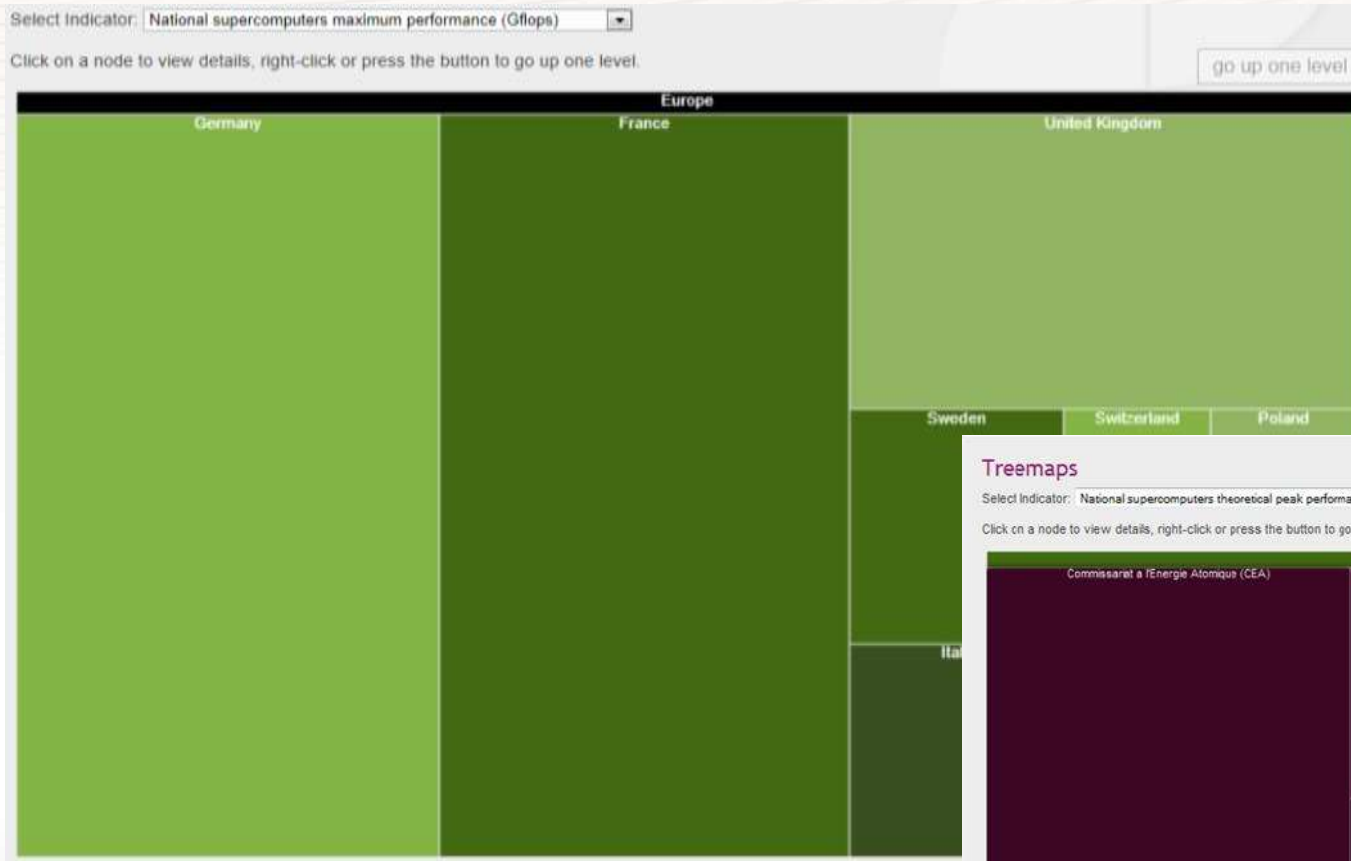 Select Indicator: National supercomputers maximum performance (Gflops)
Click on a node to view details, right-click or press the button to go up one level.
go up one level
Europe
Germany France United Kingdom
Sweden Switzerland Poland
Ital
Treemaps
Select Indicator: National supercomputers theoretical peak performa
Click on a node to view details, right-click or press the button to go
Commissariat a l'Energie Atomique (CEA)